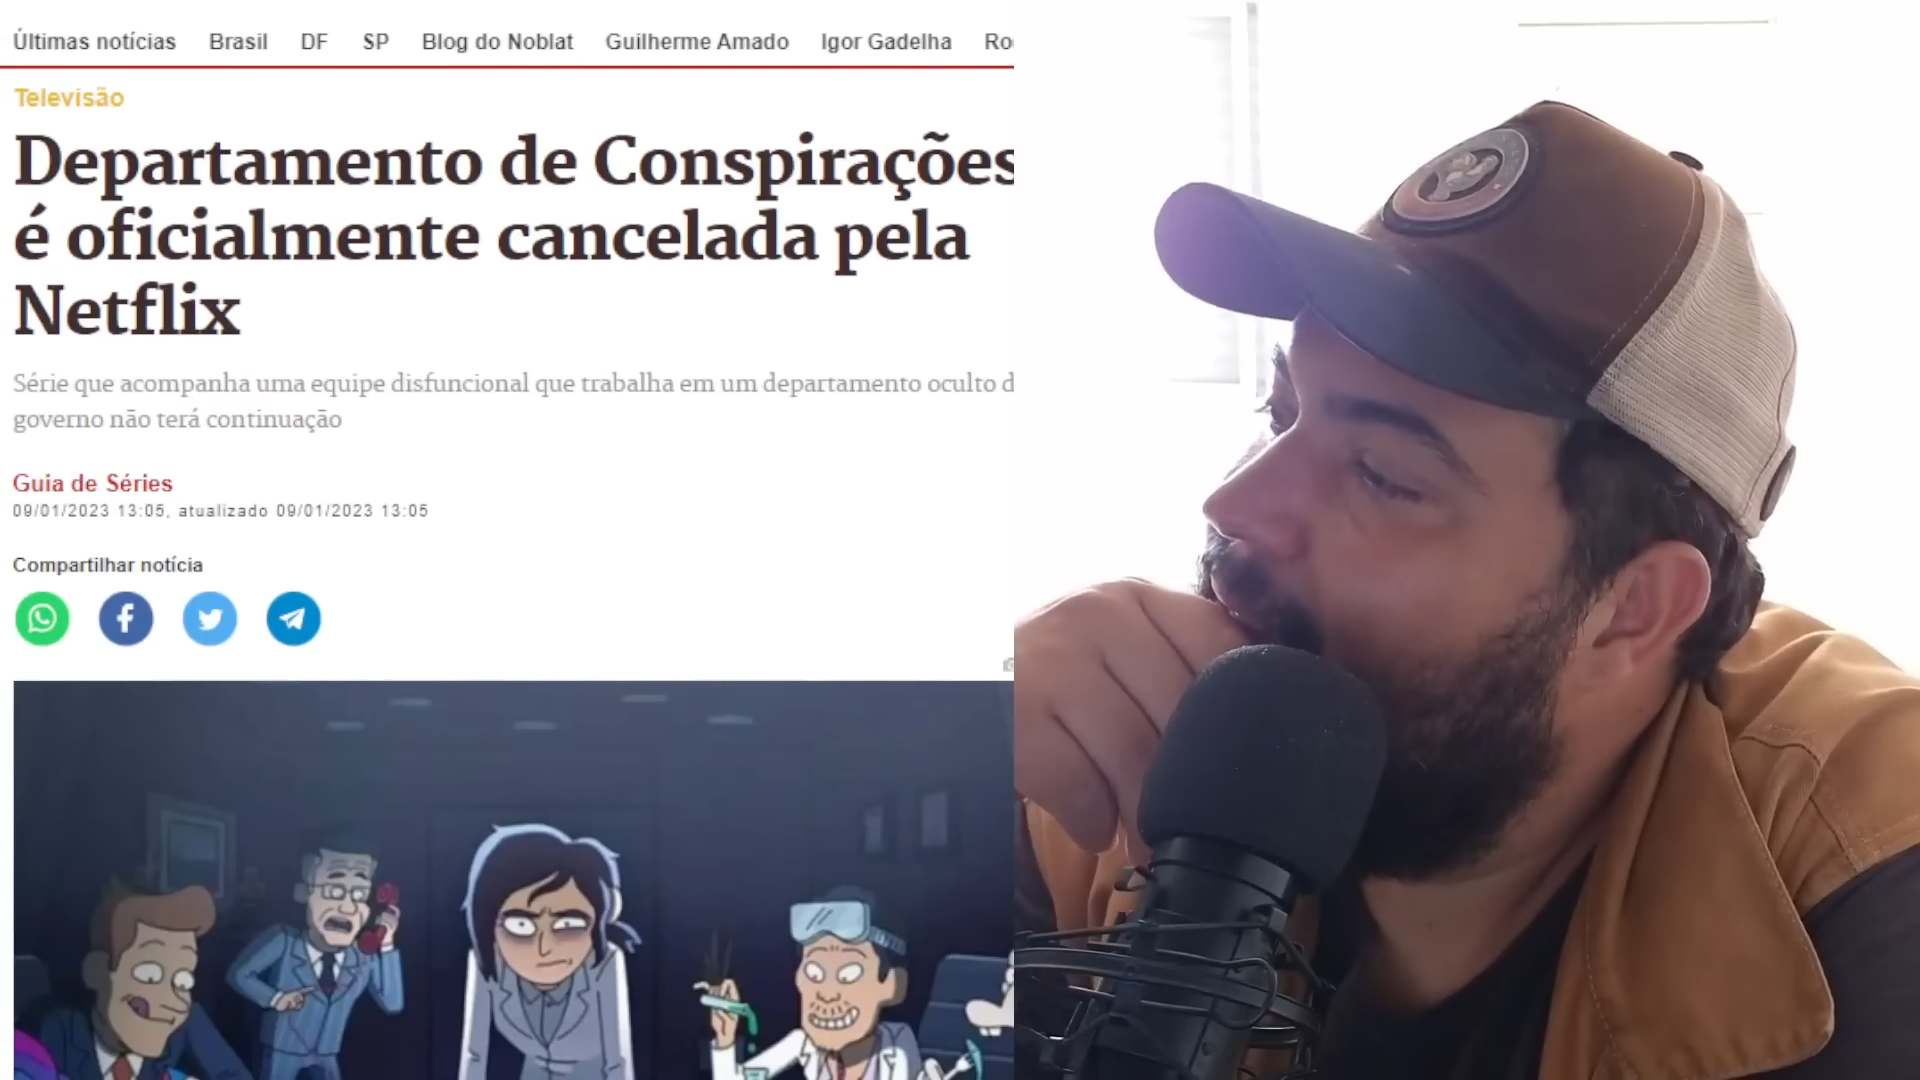 Últimas notícias Brasil DF SP Blog do Noblat Guilherme Amado Igor Gadelha
Televisão
Departamento de Conspirações
é oficialmente cancelada pela
Netflix
Série que acompanha uma equipe disfuncional que trabalha em um departamento oculto d
governo não terá continuação
Guia de Séries
09/01/2023 13:05, atualizado 09/01/2023 13:05
Compartilhar notícia